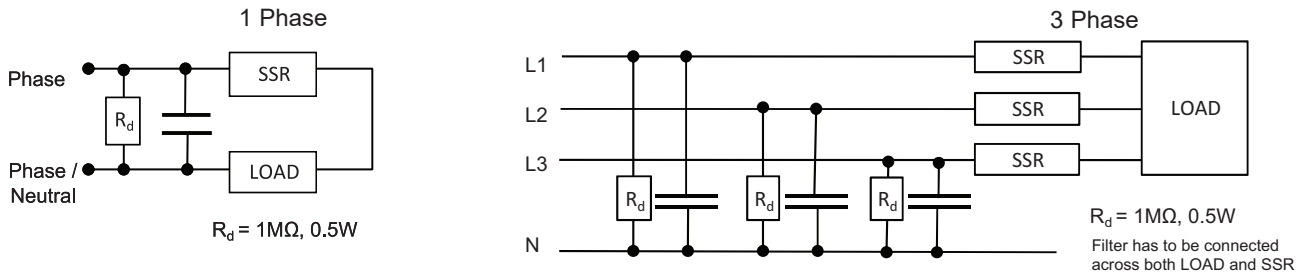 1 Phase
Phase
SSR
R_d
Phase /
Neutral
LOAD
R_d = 1MΩ, 0.5W
3 Phase
L1
SSR
L2
SSR
LOAD
L3
SSR
R_d
R_d
R_d
N
R_d = 1MΩ, 0.5W
Filter has to be connected
across both LOAD and SSR